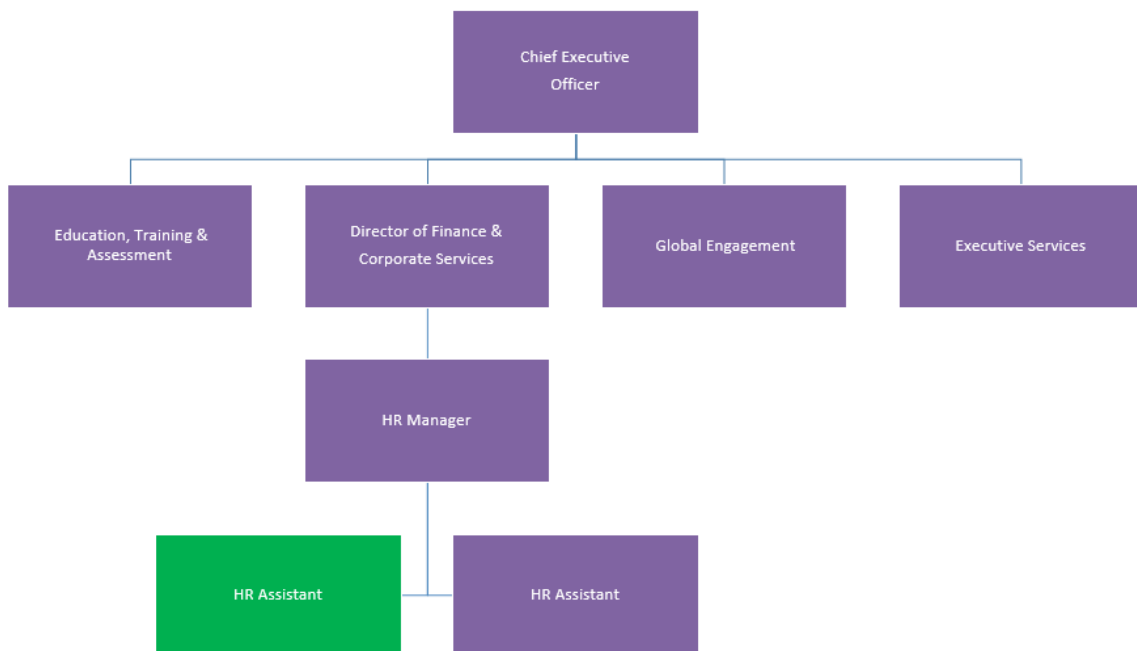 Chief Executive
Officer
Education, Training &
Assessment
Director of Finance &
Corporate Services
Global Engagement
Executive Services
HR Manager
HR Assistant
HR Assistant